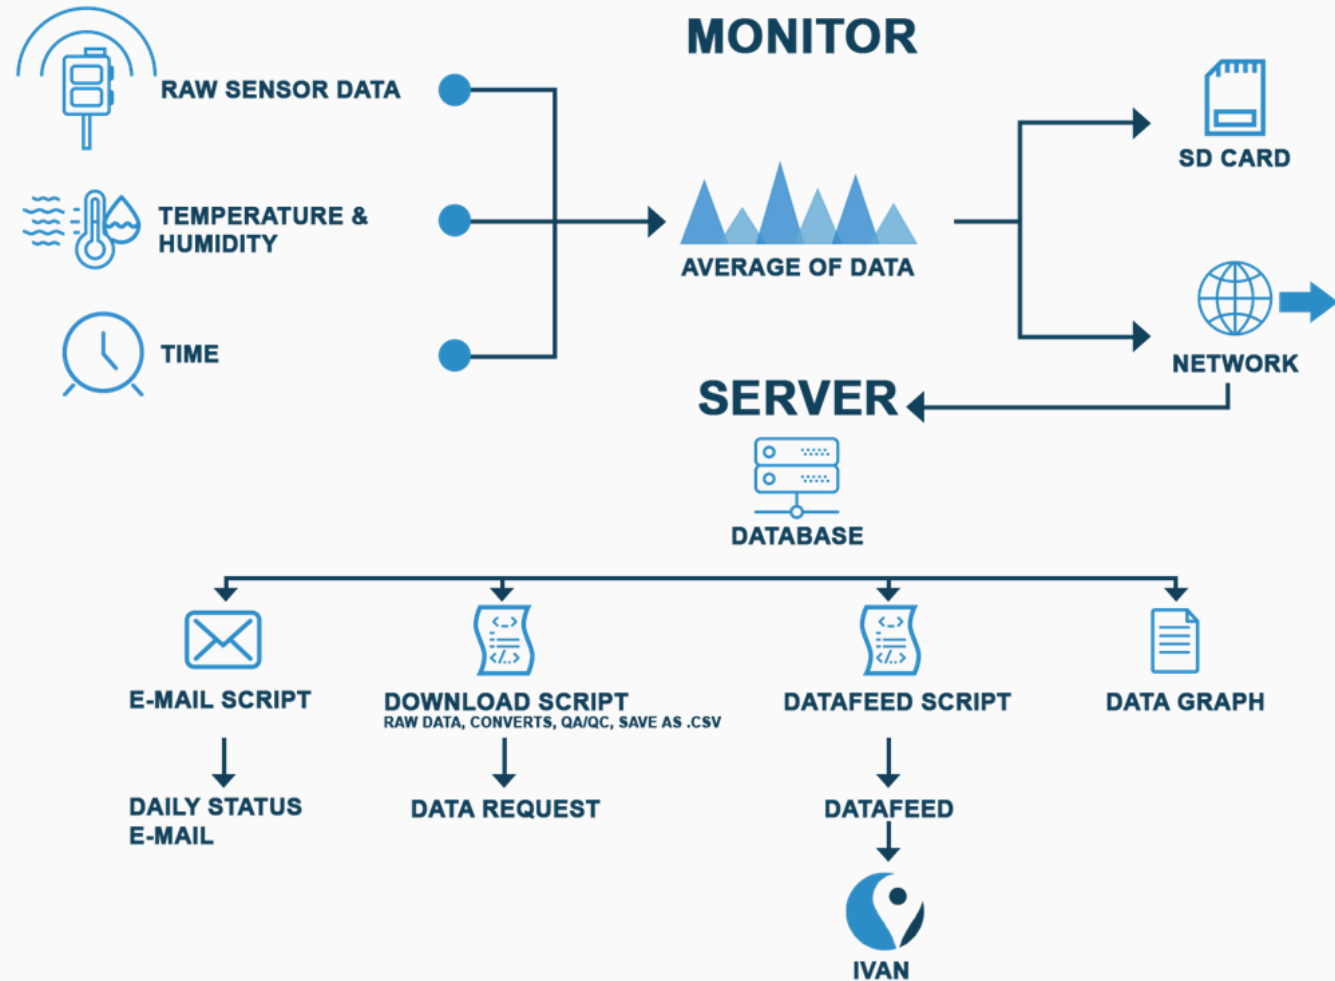 MONITOR
RAW SENSOR DATA
TEMPERATURE &
HUMIDITY
TIME
AVERAGE OF DATA
SD CARD
NETWORK
SERVER
DATABASE
E-MAIL SCRIPT
DOWNLOAD SCRIPT
RAW DATA, CONVERTS, QA/QC, SAVE AS .CSV
DATAFEED SCRIPT
DATA GRAPH
DAILY STATUS
E-MAIL
DATA REQUEST
DATAFEED
IVAN